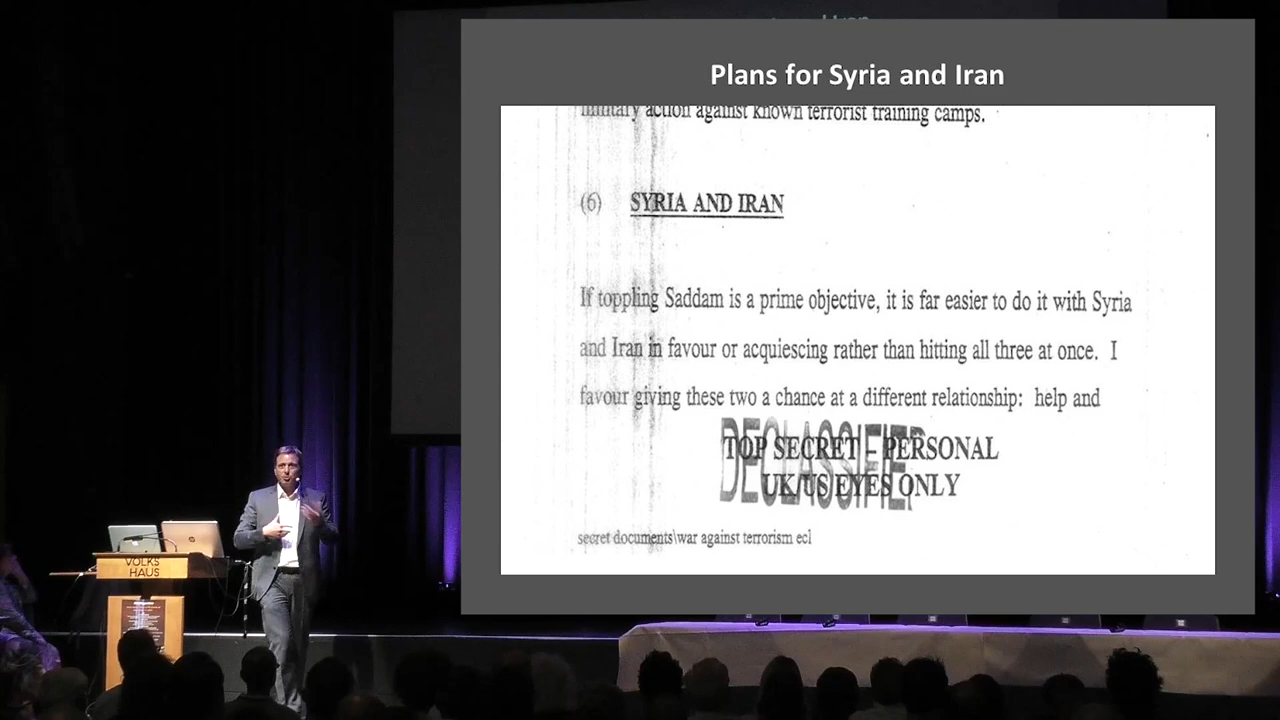 Plans for Syria and Iran
military action against known terrorist training camps.
(6) SYRIA AND IRAN
If toppling Saddam is a prime objective, it is far easier to do it with Syria
and Iran in favour or acquiescing rather than hitting all three at once. I
favour giving these two a chance at a different relationship: help and
DECLASSIFIED
TOP SECRET - PERSONAL
UK/US EYES ONLY
secret documents\war against terrorism ecl
VOLKS
HAUS